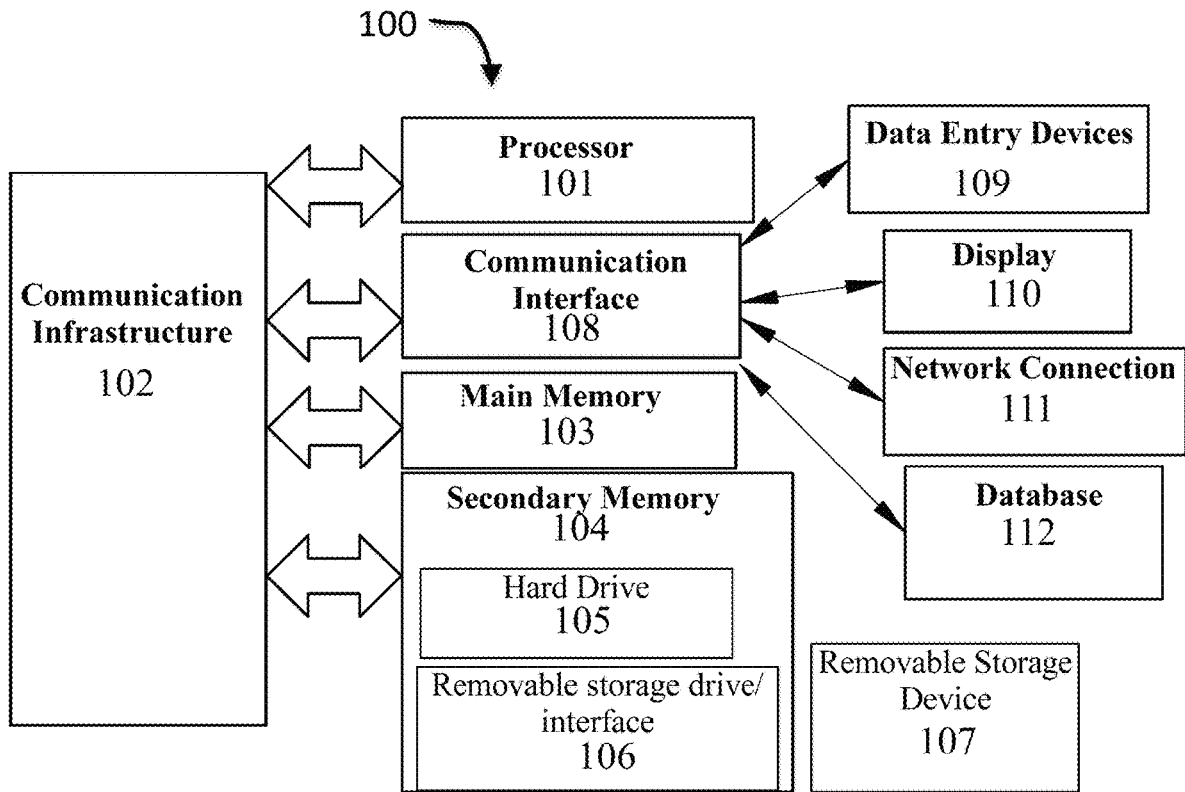 100
Processor
101
Communication
Infrastructure
102
Communication
Interface
108
Main Memory
103
Secondary Memory
104
Hard Drive
105
Removable storage drive/
interface
106
Data Entry Devices
109
Display
110
Network Connection
111
Database
112
Removable Storage
Device
107